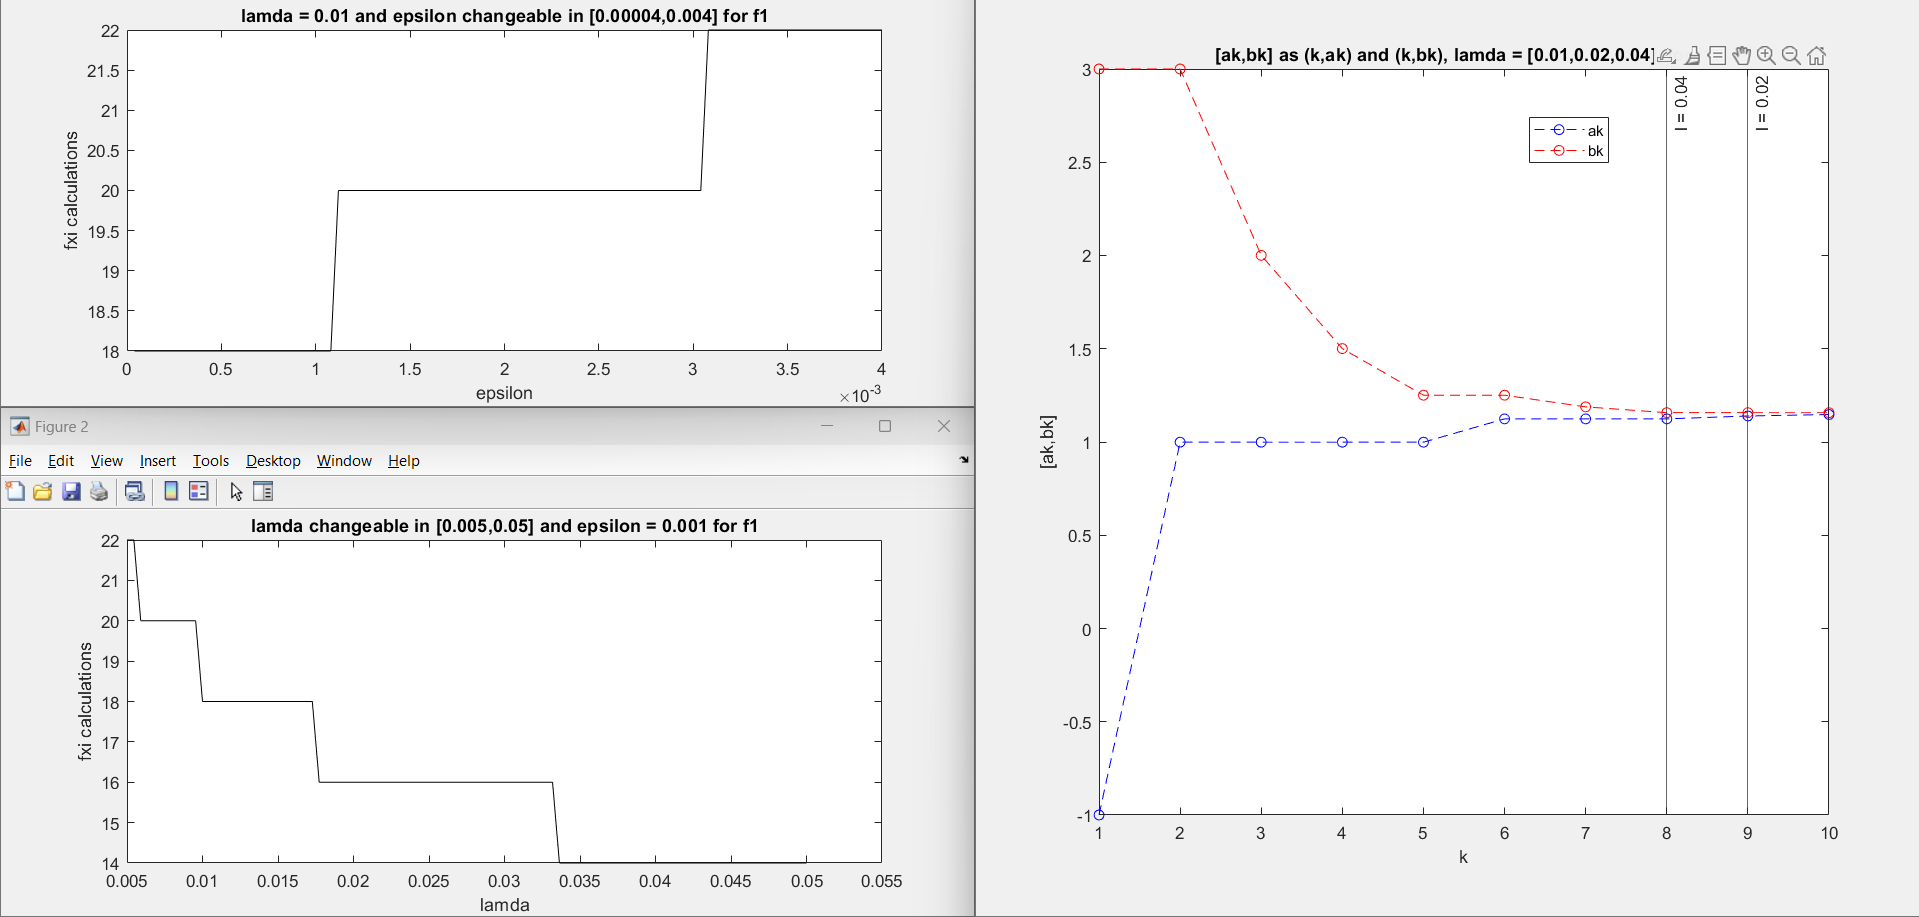 lamda = 0.01 and epsilon changeable in [0.00004,0.004] for f1
22
21.5
21
20.5
20
19.5
19
18.5
18
fxi calculations
0 0.5 1 1.5 2 2.5 3 3.5 4
epsilon
×10-3
Figure 2
File Edit View Insert Tools Desktop Window Help
lamda changeable in [0.005,0.05] and epsilon = 0.001 for f1
22
21
20
19
18
17
16
15
14
fxi calculations
0.005 0.01 0.015 0.02 0.025 0.03 0.035 0.04 0.045 0.05 0.055
lamda
[ak,bk] as (k,ak) and (k,bk), lamda = [0.01,0.02,0.04]
3
2.5
2
1.5
1
0.5
0
-0.5
-1
[ak,bk]
l = 0.04
l = 0.02
ak
bk
1 2 3 4 5 6 7 8 9 10
k